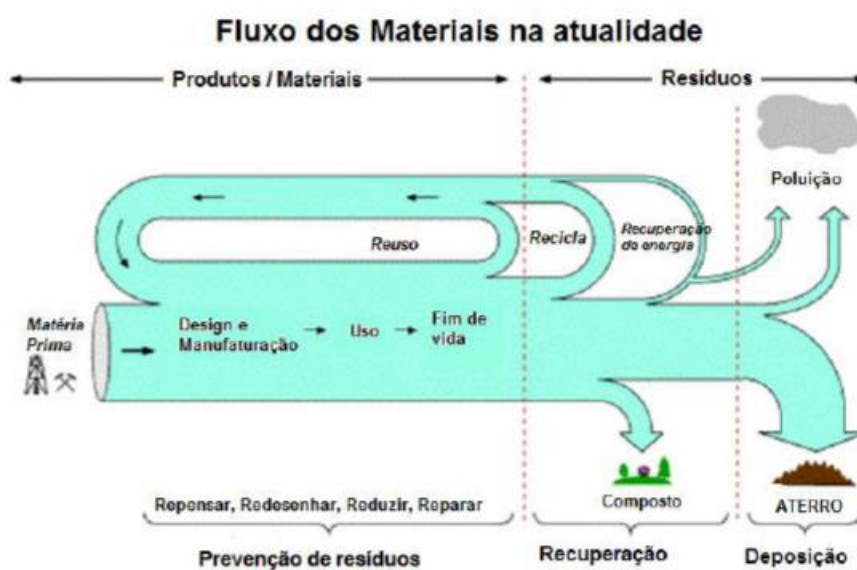 Fluxo dos Materiais na atualidade
Produtos / Materiais
Resíduos
Poluição
Reuso
Recicla
Recuperação
da energia
Matéria
Prima
Design e
Manufaturação
Uso
Fim de
vida
Repensar, Redesenhar, Reduzir, Reparar
Composto
ATERRO
Prevenção de resíduos
Recuperação
Deposição